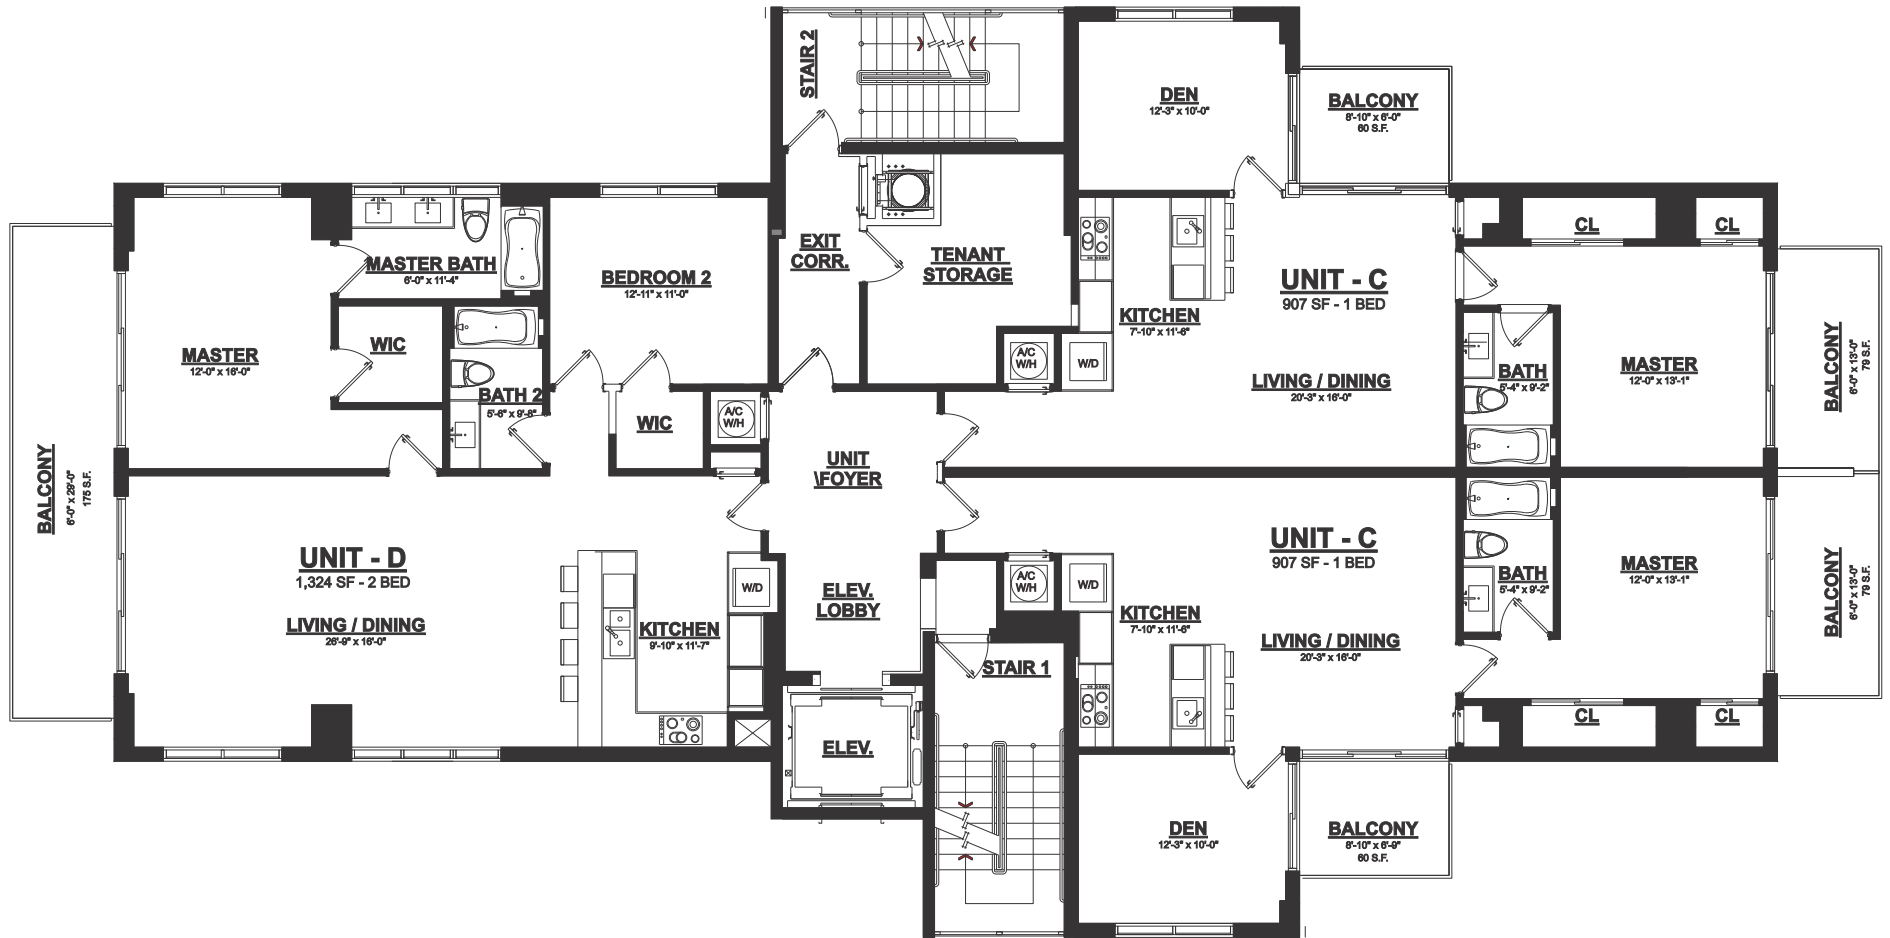 STAIR 2
DEN
12'-3" x 10'-0"
BALCONY
8'-10" x 6'-0"
60 S.F.
MASTER BATH
6'-0" x 11'-4"
BEDROOM 2
12'-11" x 11'-0"
EXIT
CORR.
TENANT
STORAGE
UNIT - C
907 SF - 1 BED
CL
CL
KITCHEN
7'-10" x 11'-6"
MASTER
12'-0" x 16'-0"
WIC
BATH 2
5'-6" x 9'-8"
WIC
A/C
W/H
A/C
W/H
W/D
LIVING / DINING
20'-3" x 16'-0"
BATH
5'-4" x 9'-2"
MASTER
12'-0" x 13'-1"
BALCONY
6'-0" x 13'-0"
79 S.F.
BALCONY
6'-0" x 29'-0"
175 S.F.
UNIT
\FOYER
UNIT - D
1,324 SF - 2 BED
LIVING / DINING
26'-9" x 16'-0"
W/D
KITCHEN
9'-10" x 11'-7"
ELEV.
LOBBY
A/C
W/H
W/D
UNIT - C
907 SF - 1 BED
KITCHEN
7'-10" x 11'-6"
LIVING / DINING
20'-3" x 16'-0"
BATH
5'-4" x 9'-2"
MASTER
12'-0" x 13'-1"
BALCONY
6'-0" x 13'-0"
79 S.F.
STAIR 1
ELEV.
CL
CL
DEN
12'-3" x 10'-0"
BALCONY
8'-10" x 6'-9"
60 S.F.